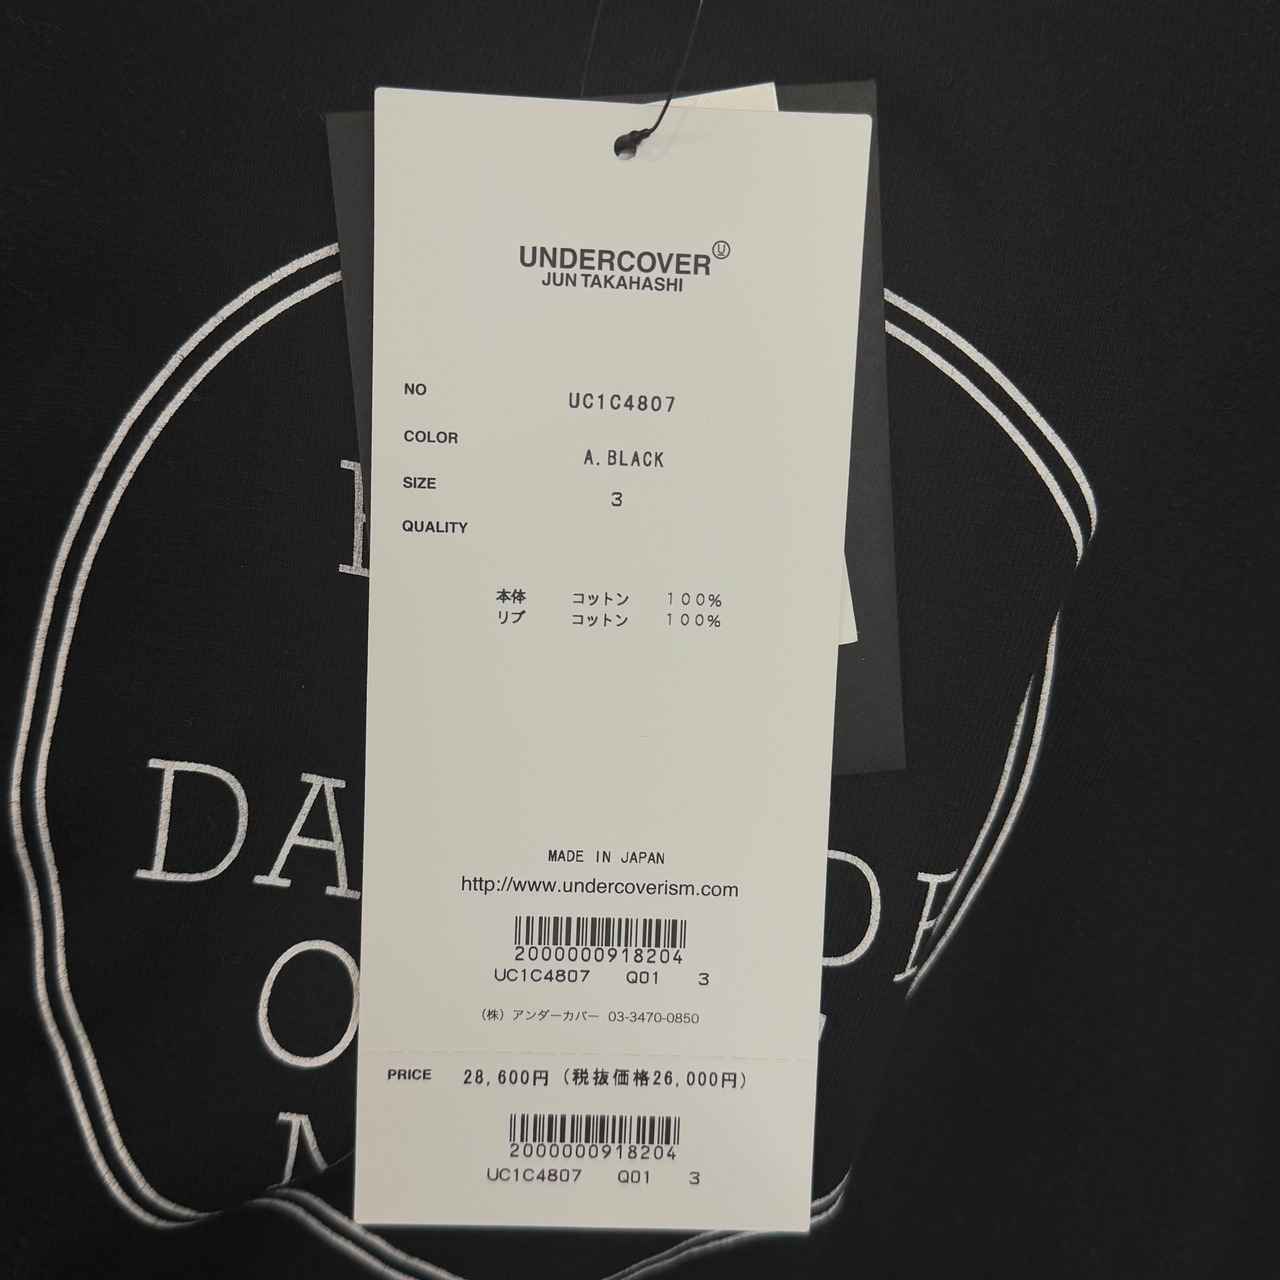 UNDERCOVER
JUN TAKAHASHI
NO UC1C4807
COLOR A.BLACK
SIZE 3
QUALITY
本体 コットン 100%
リブ コットン 100%
MADE IN JAPAN
http://www.undercoverism.com
2000000918204
UC1C4807 Q01 3
(株) アンダーカバー 03-3470-0850
PRICE 28,600円 (税抜価格26,000円)
2000000918204
UC1C4807 Q01 3